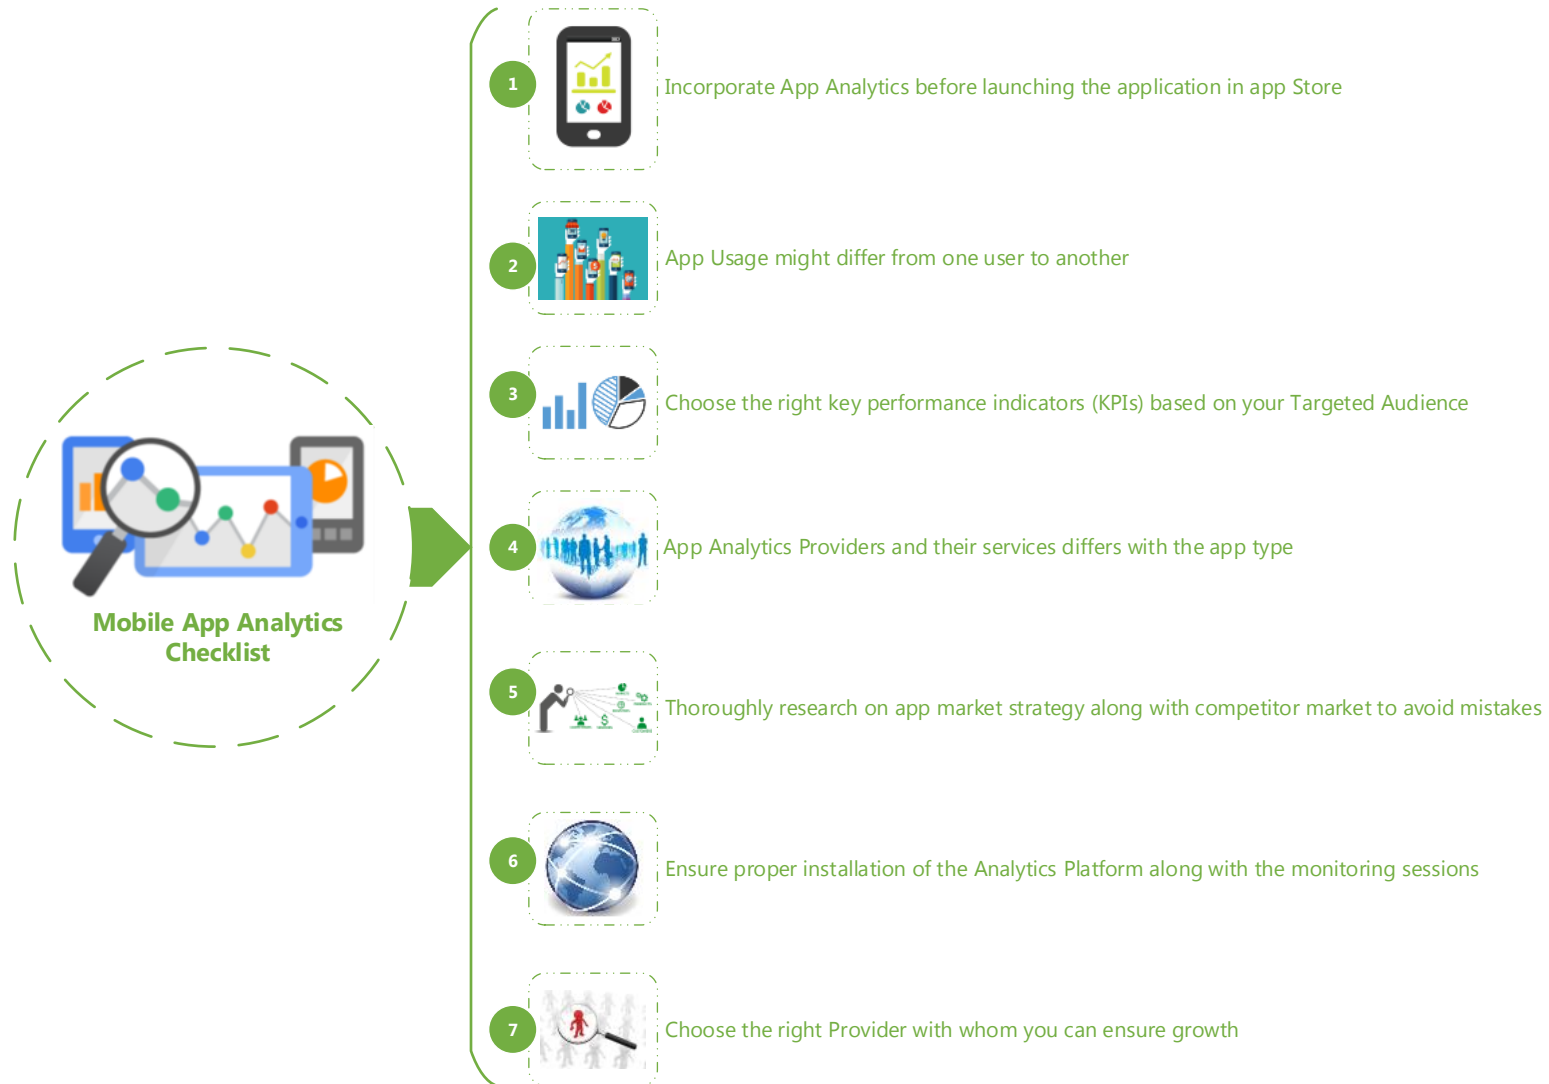 Mobile App Analytics
Checklist
1
Incorporate App Analytics before launching the application in app Store
2
App Usage might differ from one user to another
3
Choose the right key performance indicators (KPIs) based on your Targeted Audience
4
App Analytics Providers and their services differs with the app type
5
Thoroughly research on app market strategy along with competitor market to avoid mistakes
6
Ensure proper installation of the Analytics Platform along with the monitoring sessions
7
Choose the right Provider with whom you can ensure growth